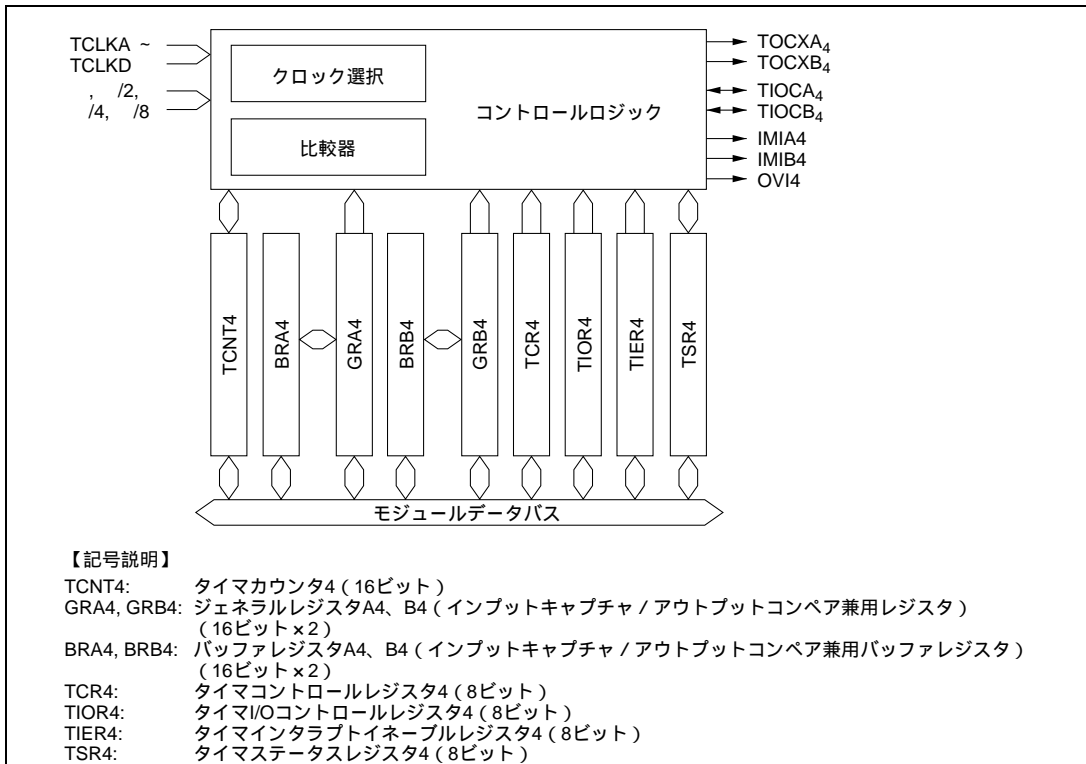 TCLKA ~
TCLKD
, /2,
/4, /8
クロック選択
比較器
コントロールロジック
TOCXA4
TOCXB4
TIOCA4
TIOCB4
IMIA4
IMIB4
OVI4
TCNT4
BRA4
GRA4
BRB4
GRB4
TCR4
TIOR4
TIER4
TSR4
モジュールデータバス
【記号説明】
TCNT4: タイマカウンタ4(16ビット)
GRA4, GRB4: ジェネラルレジスタA4、B4(インプットキャプチャ / アウトプットコンペア兼用レジスタ)
(16ビット×2)
BRA4, BRB4: バッファレジスタA4、B4(インプットキャプチャ / アウトプットコンペア兼用バッファレジスタ)
(16ビット×2)
TCR4: タイマコントロールレジスタ4(8ビット)
TIOR4: タイマI/Oコントロールレジスタ4(8ビット)
TIER4: タイマインタラプトイネーブルレジスタ4(8ビット)
TSR4: タイマステータスレジスタ4(8ビット)